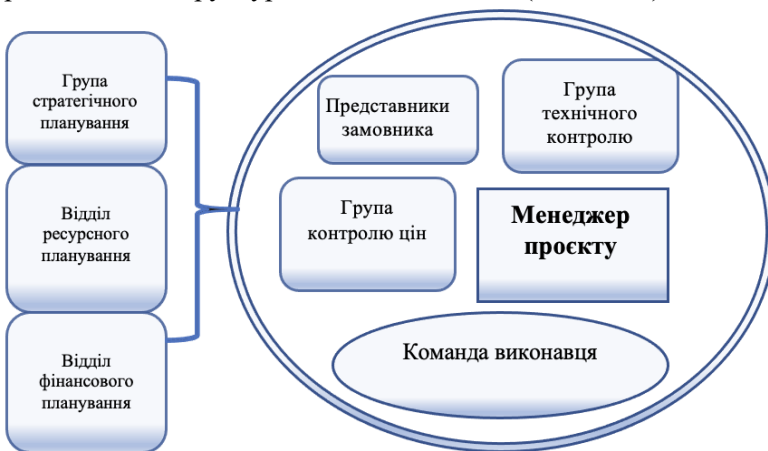 Група
стратегічного
планування
Відділ
ресурсного
планування
Відділ
фінансового
планування
Представники
замовника
Група
технічного
контролю
Група
контролю цін
Менеджер
проєкту
Команда виконавця